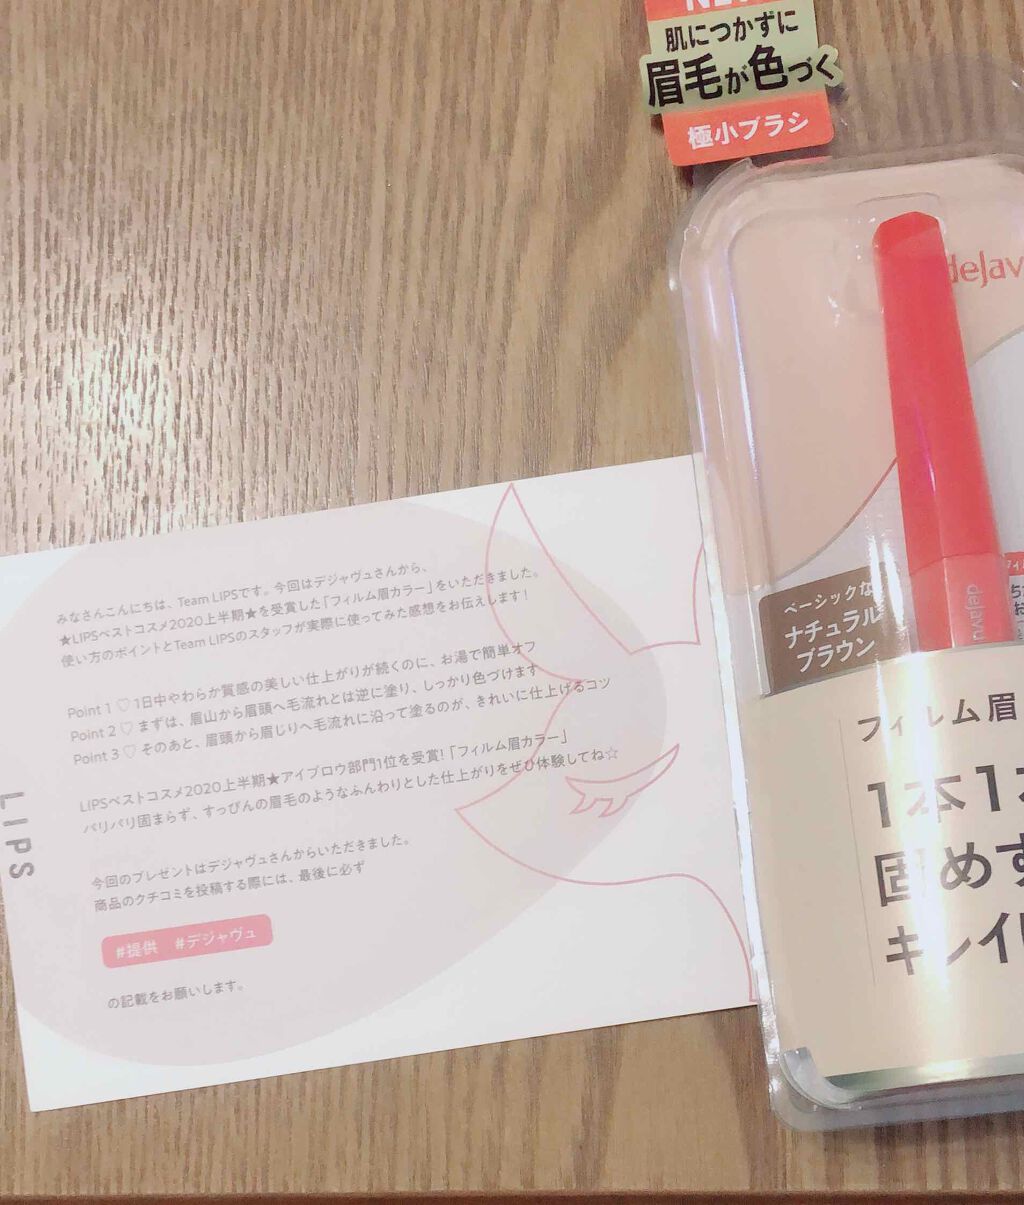 肌につかずに
眉毛が色づく
極小ブラシ
dejavu
ベーシックな
ナチュラル
ブラウン
フィルム眉
1本1本
固めず
キレイ
みなさんこんにちは、Team LIPSです。今回はデジャヴュさんから、
★LIPSベストコスメ2020上半期★を受賞した「フィルム眉カラー」をいただきました。
使い方のポイントとTeam LIPSのスタッフが実際に使ってみた感想をお伝えします!
Point 1 ♡ 1日中やわらか質感の美しい仕上がりが続くのに、お湯で簡単オフ
Point 2 ♡ まずは、眉山から眉頭へ毛流れとは逆に塗り、しっかり色づけます
Point 3 ♡ そのあと、眉頭から眉じりへ毛流れに沿って塗るのが、きれいに仕上げるコツ
LIPSベストコスメ2020上半期★アイブロウ部門1位を受賞!「フィルム眉カラー」
パリパリ固まらず、すっぴんの眉毛のようなふんわりとした仕上がりをぜひ体験してね☆
今回のプレゼントはデジャヴュさんからいただきました。
商品のクチコミを投稿する際には、最後に必ず
#提供 #デジャヴュ
の記載をお願いします。
LIPS